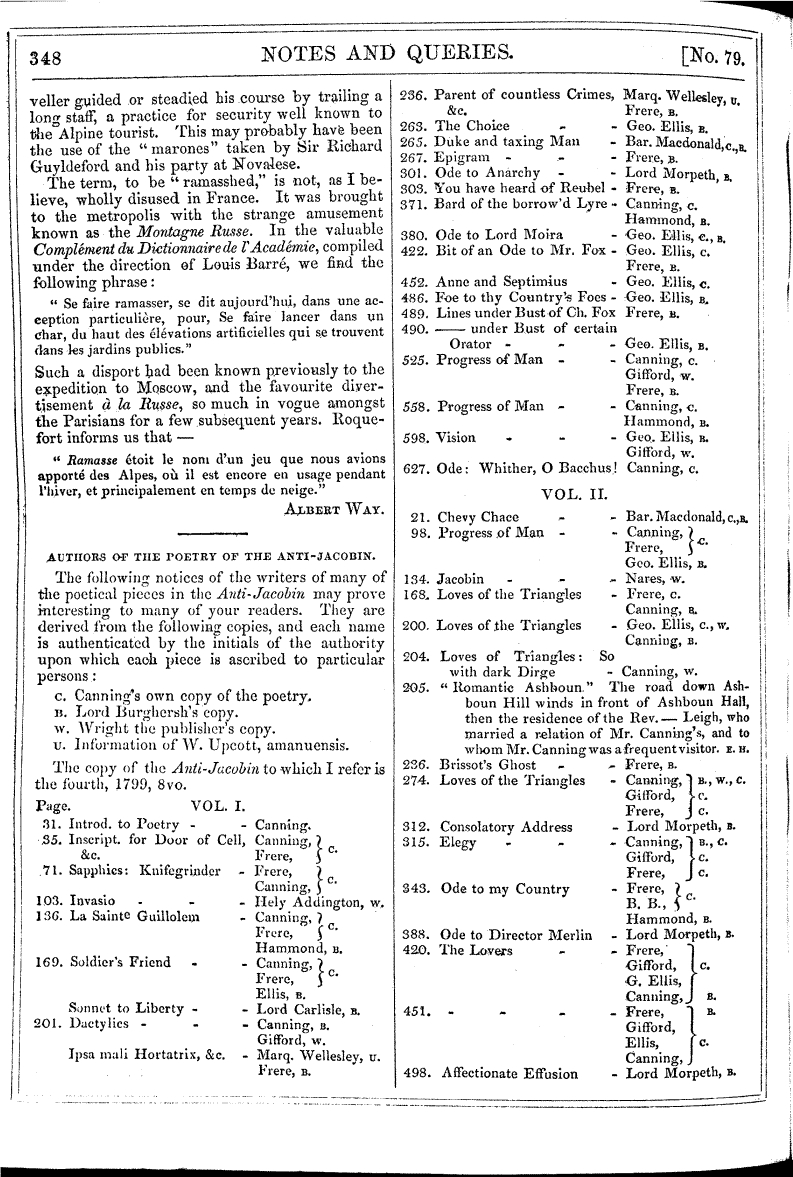 348 NOTES AND QUERIES. [No. 79.
veller guided or steadied his course by trailing a
long staff, a practice for security well known to
the Alpine tourist. This may probably have been
the use of the “marones” taken by Sir Richard
Guyldeford and his party at Novalese.
The term, to be “ramasshed,” is not, as I be-
lieve, wholly disused in France. It was brought
to the metropolis with the strange amusement
known as the Montagne Russe. In the valuable
Complément du Dictionnaire de l'Académie, compiled
under the direction of Louis Barré, we find the
following phrase:
“Se faire ramasser, se dit aujourd'hui, dans une ac-
ception particulière, pour, Se faire lancer dans un
char, du haut des élévations artificielles qui se trouvent
dans les jardins publics.”
Such a disport had been known previously to the
expedition to Moscow, and the favourite diver-
tisement à la Russe, so much in vogue amongst
the Parisians for a few subsequent years. Roque-
fort informs us that —
“Ramasse étoit le nom d'un jeu que nous avions
apporté des Alpes, où il est encore en usage pendant
l'hiver, et principalement en temps de neige.”
ALBERT WAY.
AUTHORS OF THE POETRY OF THE ANTI-JACOBIN.
The following notices of the writers of many of
the poetical pieces in the Anti-Jacobin may prove
interesting to many of your readers. They are
derived from the following copies, and each name
is authenticated by the initials of the authority
upon which each piece is ascribed to particular
persons:
C. Canning's own copy of the poetry.
B. Lord Burghersh's copy.
W. Wright the publisher's copy.
U. Information of W. Upcott, amanuensis.
The copy of the Anti-Jacobin to which I refer is
the fourth, 1799, 8vo.
Page. VOL. I.
31. Introd. to Poetry - - Canning.
35. Inscript. for Door of Cell, Canning, } C.
&c. Frere,
71. Sapphics: Knifegrinder - Frere, } C.
Canning,
103. Invasio - - - Hely Addington, W.
136. La Sainte Guillolem - Canning, } C.
Frere,
Hammond, B.
169. Soldier's Friend - - Canning, } C.
Frere,
Ellis, B.
Sonnet to Liberty - - Lord Carlisle, B.
201. Dactylics - - - Canning, B.
Gifford, W.
Ipsa mali Hortatrix, &c. - Marq. Wellesley, U.
Frere, B.
236. Parent of countless Crimes, Marq. Wellesley, U.
&c. Frere, B.
263. The Choice - - Geo. Ellis, B.
265. Duke and taxing Man - Bar. Macdonald, C., B.
267. Epigram - - - Frere, B.
301. Ode to Anarchy - - Lord Morpeth, B.
303. You have heard of Reubel - Frere, B.
371. Bard of the borrow'd Lyre - Canning, C.
Hammond, B.
380. Ode to Lord Moira - Geo. Ellis, C., B.
422. Bit of an Ode to Mr. Fox - Geo. Ellis, C.
Frere, B.
452. Anne and Septimius - Geo. Ellis, C.
486. Foe to thy Country's Foes - Geo. Ellis, B.
489. Lines under Bust of Ch. Fox Frere, B.
490. —— under Bust of certain
Orator - - - Geo. Ellis, B.
525. Progress of Man - - Canning, C.
Gifford, W.
Frere, B.
558. Progress of Man - - Canning, C.
Hammond, B.
598. Vision - - - Geo. Ellis, B.
Gifford, W.
627. Ode: Whither, O Bacchus! Canning, C.
VOL. II.
21. Chevy Chace - - Bar. Macdonald, C., B.
98. Progress of Man - - Canning, } C.
Frere,
Geo. Ellis, B.
134. Jacobin - - - Nares, W.
168. Loves of the Triangles - Frere, C.
Canning, B.
200. Loves of the Triangles - Geo. Ellis, C., W.
Canning, B.
204. Loves of Triangles: So
with dark Dirge - Canning, W.
205. “Romantic Ashboun.” The road down Ash-
boun Hill winds in front of Ashboun Hall,
then the residence of the Rev. — Leigh, who
married a relation of Mr. Canning's, and to
whom Mr. Canning was a frequent visitor. E. H.
236. Brissot's Ghost - - Frere, B.
274. Loves of the Triangles - Canning, } B., W., C.
Gifford, C.
Frere, C.
312. Consolatory Address - Lord Morpeth, B.
315. Elegy - - - Canning, } B., C.
Gifford, C.
Frere, C.
343. Ode to my Country - Frere, } C.
B. B.,
Hammond, B.
388. Ode to Director Merlin - Lord Morpeth, B.
420. The Lovers - - Frere,
Gifford, } C.
G. Ellis,
Canning, B.
451. - - - - Frere, } B.
Gifford,
Ellis, C.
Canning,
498. Affectionate Effusion - Lord Morpeth, B.